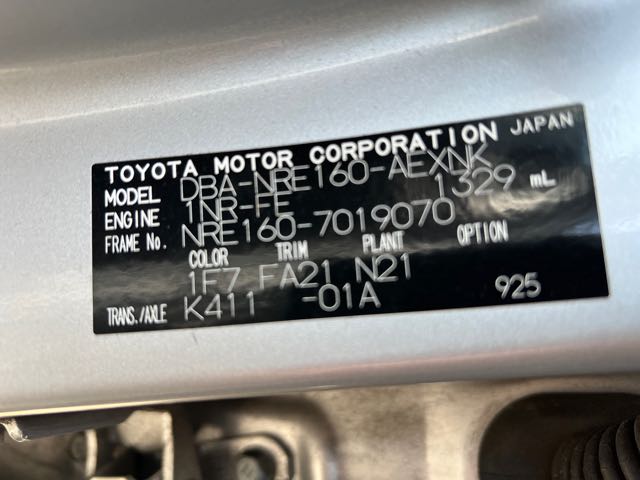 TOYOTA MOTOR CORPORATION JAPAN
MODEL DBA-NRE160-AEXNK
ENGINE 1NR-FE 1329 mL
FRAME No. NRE160-7019070
COLOR TRIM PLANT OPTION
1F7 FA21 N21
TRANS./AXLE K411 -01A 925